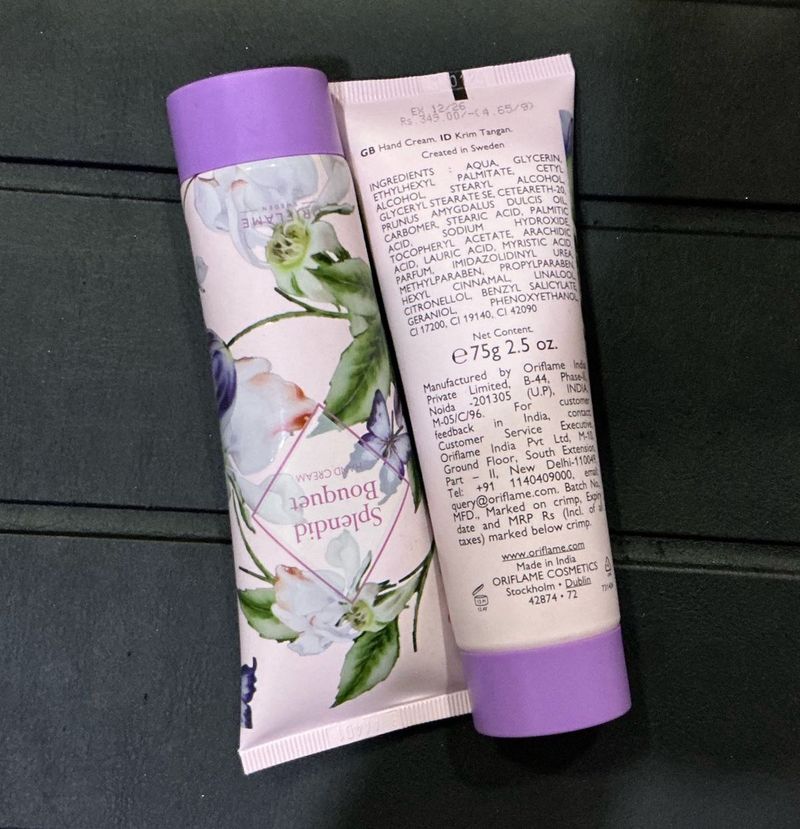 ORIFLAME
SWEDEN
Splendid
Bouquet
HAND CREAM
EX 12/26
Rs.349.00/-(4.65/g)
GB Hand Cream. ID Krim Tangan.
Created in Sweden
INGREDIENTS : AQUA, GLYCERIN,
ETHYLHEXYL PALMITATE, CETYL
ALCOHOL, STEARYL ALCOHOL,
GLYCERYL STEARATE SE, CETEARETH-20,
PRUNUS AMYGDALUS DULCIS OIL,
CARBOMER, STEARIC ACID, PALMITIC
ACID, SODIUM HYDROXIDE,
TOCOPHERYL ACETATE, ARACHIDIC
ACID, LAURIC ACID, MYRISTIC ACID,
PARFUM, IMIDAZOLIDINYL UREA,
METHYLPARABEN, PROPYLPARABEN,
HEXYL CINNAMAL, LINALOOL,
CITRONELLOL, BENZYL SALICYLATE,
GERANIOL, PHENOXYETHANOL,
CI 17200, CI 19140, CI 42090
Net Content.
℮75g 2.5 oz.
Manufactured by Oriflame India
Private Limited, B-44, Phase-II,
Noida -201305 (U.P), INDIA.
M-05/C/96. For customer
feedback in India, contact,
Customer Service Executive,
Oriflame India Pvt Ltd, M-10,
Ground Floor, South Extension,
Part - II, New Delhi-110049,
Tel: +91 1140409000, email
query@oriflame.com. Batch No.,
MFD., Marked on crimp, Expiry
date and MRP Rs (Incl. of all
taxes) marked below crimp.
www.oriflame.com
Made in India
ORIFLAME COSMETICS
Stockholm • Dublin
42874 • 72